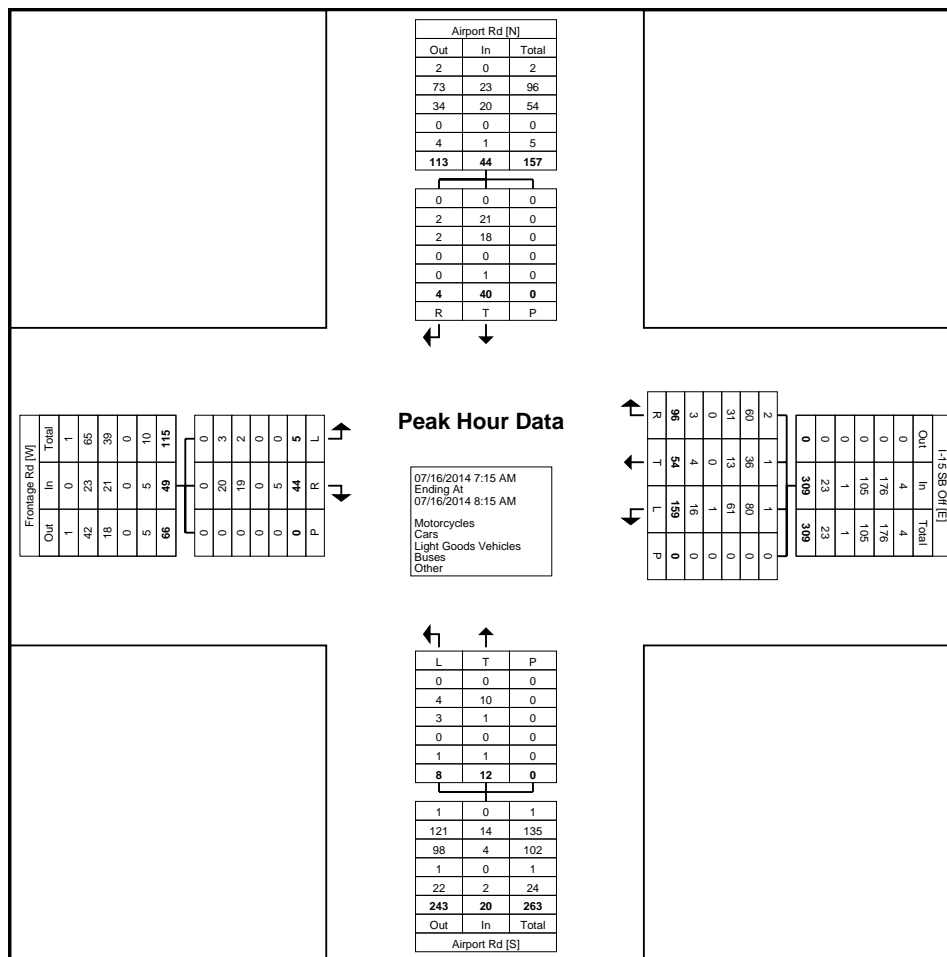 Airport Rd [N]
Out In Total
2 0 2
73 23 96
34 20 54
0 0 0
4 1 5
113 44 157
0 0 0
2 21 0
2 18 0
0 0 0
0 1 0
4 40 0
R T P
Frontage Rd [W]
Out In Total
1 0 1
42 23 65
18 21 39
0 0 0
5 5 10
66 49 115
0 0 0
0 20 3
0 19 2
0 0 0
0 5 0
0 44 5
P R L
Peak Hour Data
07/16/2014 7:15 AM
Ending At
07/16/2014 8:15 AM
Motorcycles
Cars
Light Goods Vehicles
Buses
Other
I-15 SB Off [E]
Out In Total
0 4 4
0 176 176
0 105 105
0 1 1
0 23 23
0 309 309
2 1 1 0
60 36 80 0
31 13 61 0
0 0 1 0
3 4 16 0
96 54 159 0
R T L P
L T P
0 0 0
4 10 0
3 1 0
0 0 0
1 1 0
8 12 0
1 0 1
121 14 135
98 4 102
1 0 1
22 2 24
243 20 263
Out In Total
Airport Rd [S]